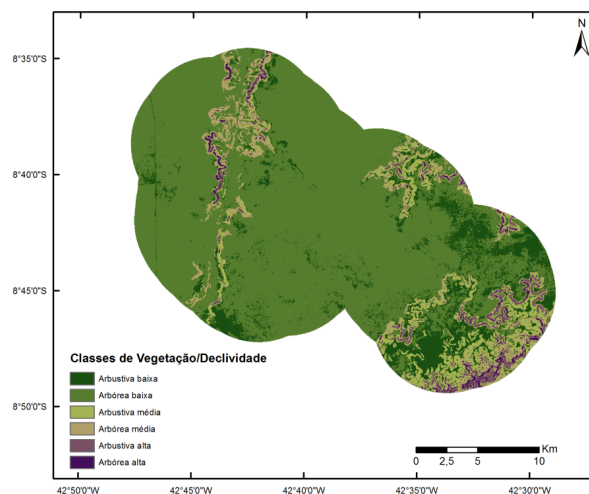 N
8°35'0"S
8°40'0"S
8°45'0"S
8°50'0"S
Classes de Vegetação/Declividade
Arbustiva baixa
Arbórea baixa
Arbustiva média
Arbórea média
Arbustiva alta
Arbórea alta
Km
0 2,5 5 10
42°50'0"W 42°45'0"W 42°40'0"W 42°35'0"W 42°30'0"W